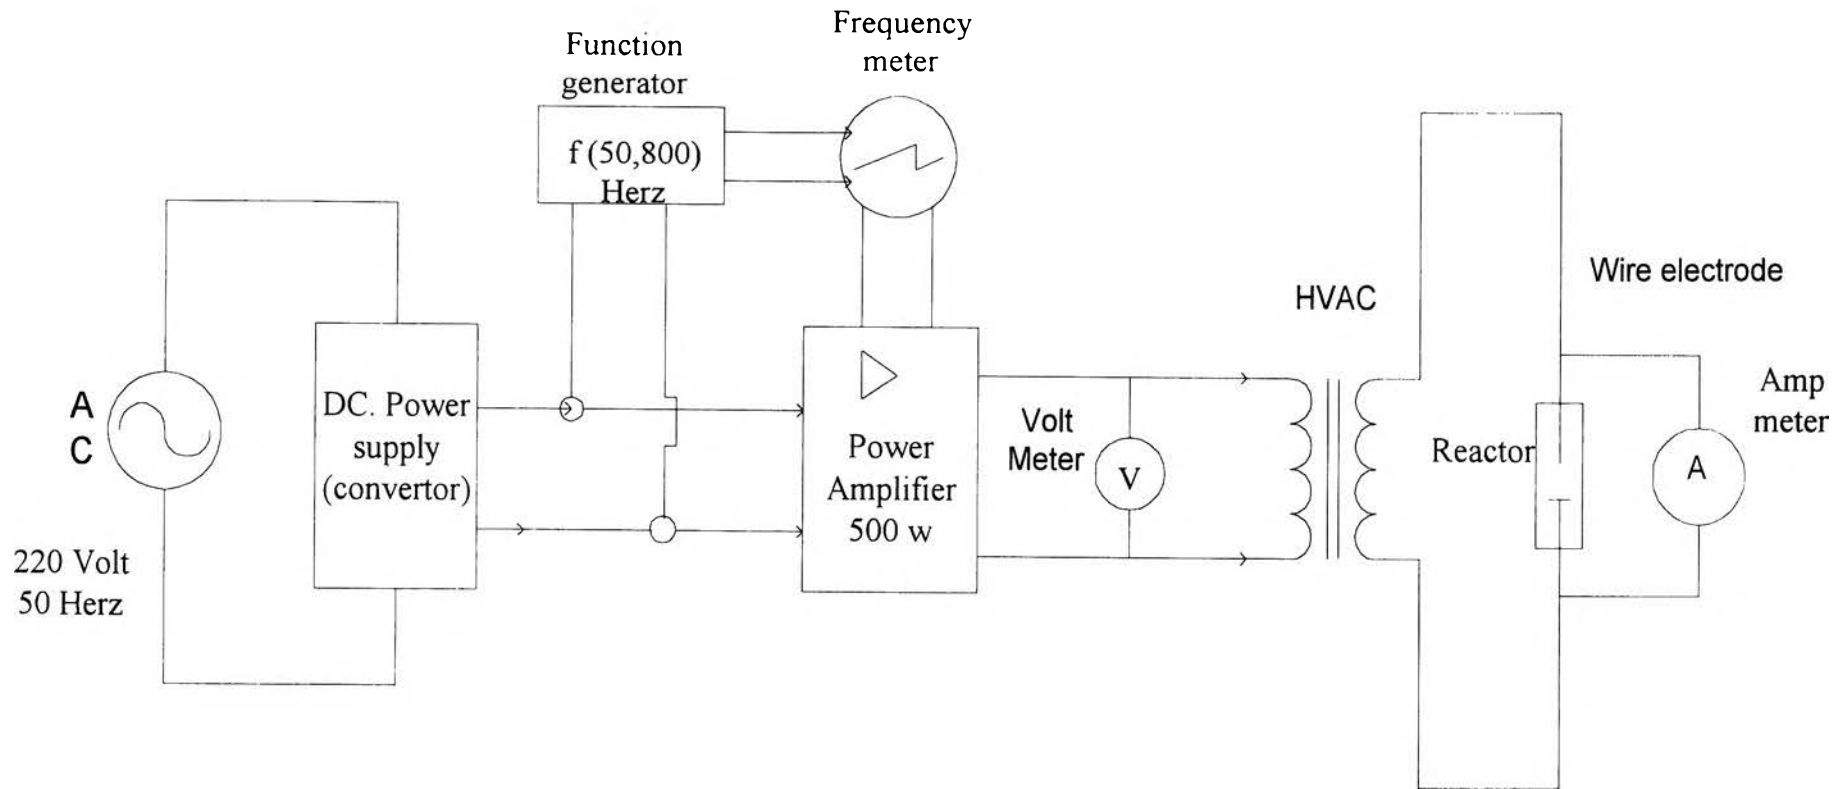 Frequency
meter
Function
generator
f (50,800)
Herz
Wire electrode
HVAC
A
C
DC. Power
supply
(convertor)
Volt
Meter
V
Power
Amplifier
500 w
Reactor
A
Amp
meter
220 Volt
50 Herz